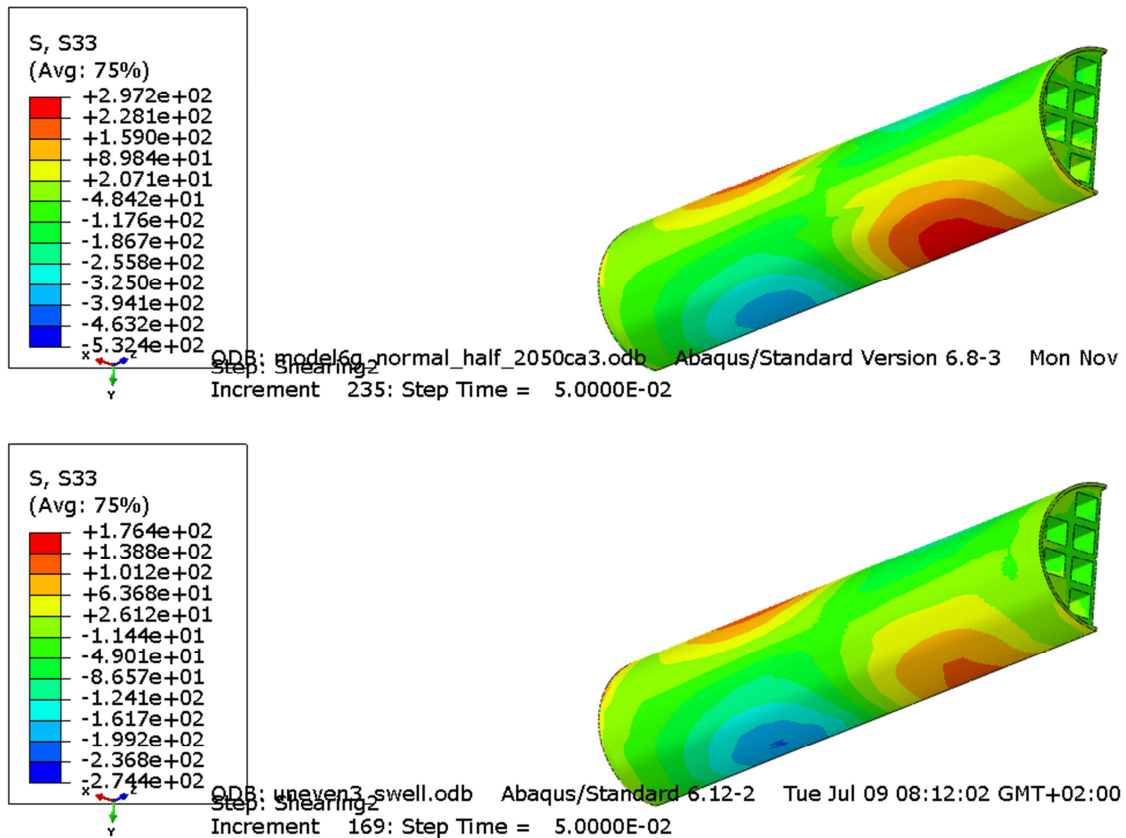 S, S33
(Avg: 75%)
+2.972e+02
+2.281e+02
+1.590e+02
+8.984e+01
+2.071e+01
-4.842e+01
-1.176e+02
-1.867e+02
-2.558e+02
-3.250e+02
-3.941e+02
-4.632e+02
-5.324e+02
X
Z
Y
ODB: model6g_normal_half_2050ca3.odb Abaqus/Standard Version 6.8-3 Mon Nov
Step: Shearing2
Increment 235: Step Time = 5.0000E-02
S, S33
(Avg: 75%)
+1.764e+02
+1.388e+02
+1.012e+02
+6.368e+01
+2.612e+01
-1.144e+01
-4.901e+01
-8.657e+01
-1.241e+02
-1.617e+02
-1.992e+02
-2.368e+02
-2.744e+02
X
Z
Y
ODB: uneven3_swell.odb Abaqus/Standard 6.12-2 Tue Jul 09 08:12:02 GMT+02:00
Step: Shearing2
Increment 169: Step Time = 5.0000E-02